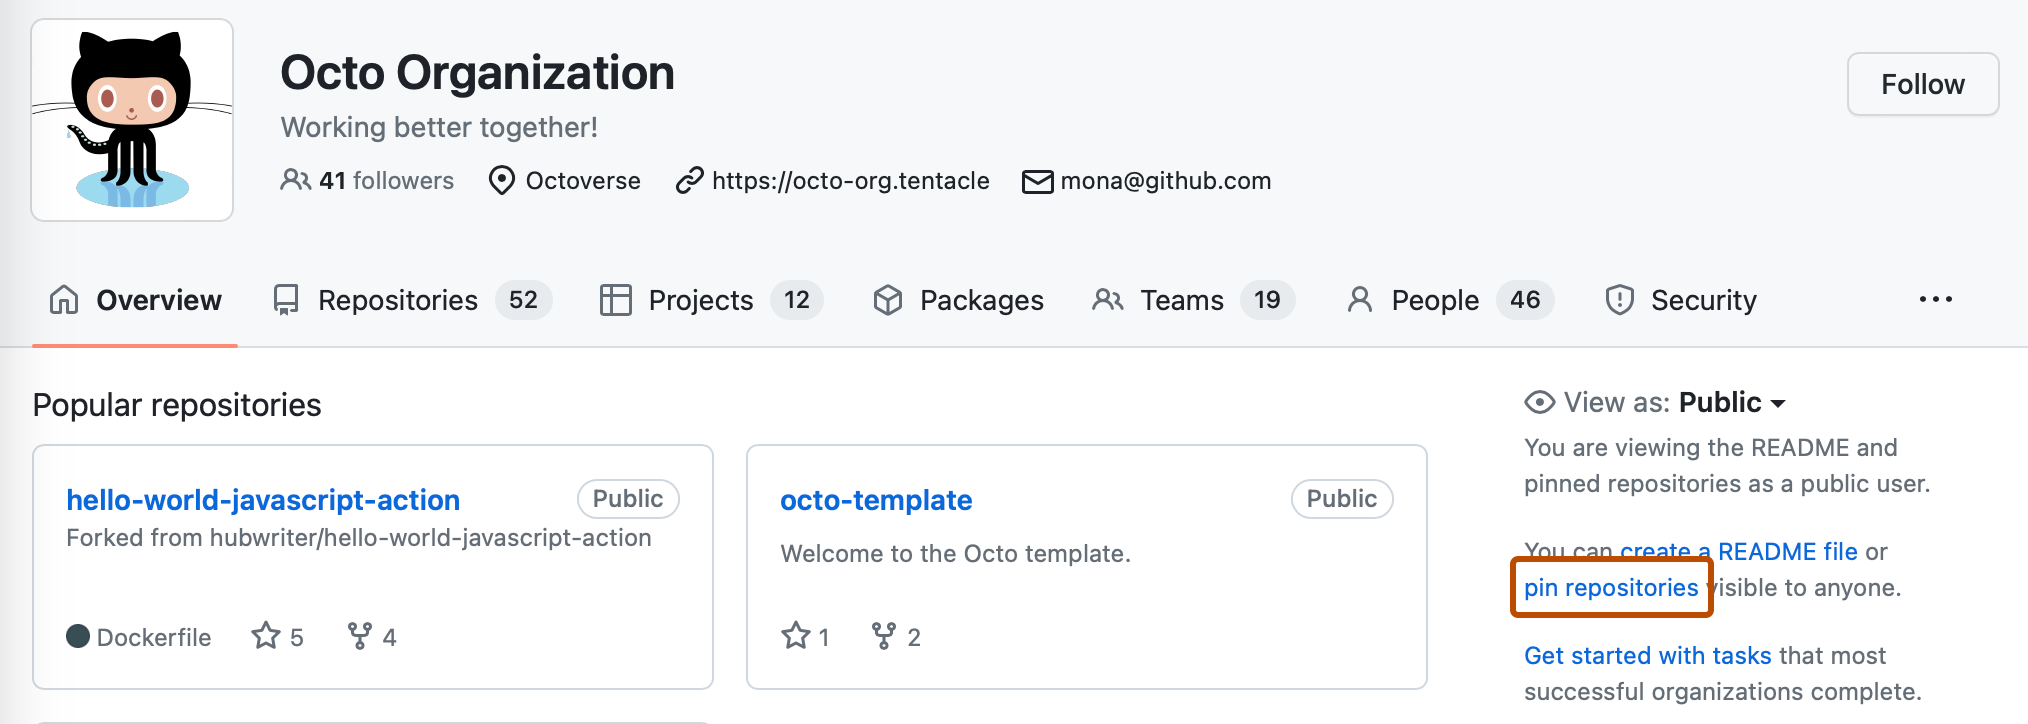 Octo Organization
Follow
Working better together!
41 followers Octoverse https://octo-org.tentacle mona@github.com
Overview Repositories 52 Projects 12 Packages Teams 19 People 46 Security
Popular repositories
View as: Public
You are viewing the README and
pinned repositories as a public user.
You can create a README file or
pin repositories visible to anyone.
Get started with tasks that most
successful organizations complete.
hello-world-javascript-action Public
Forked from hubwriter/hello-world-javascript-action
Dockerfile 5 4
octo-template Public
Welcome to the Octo template.
1 2